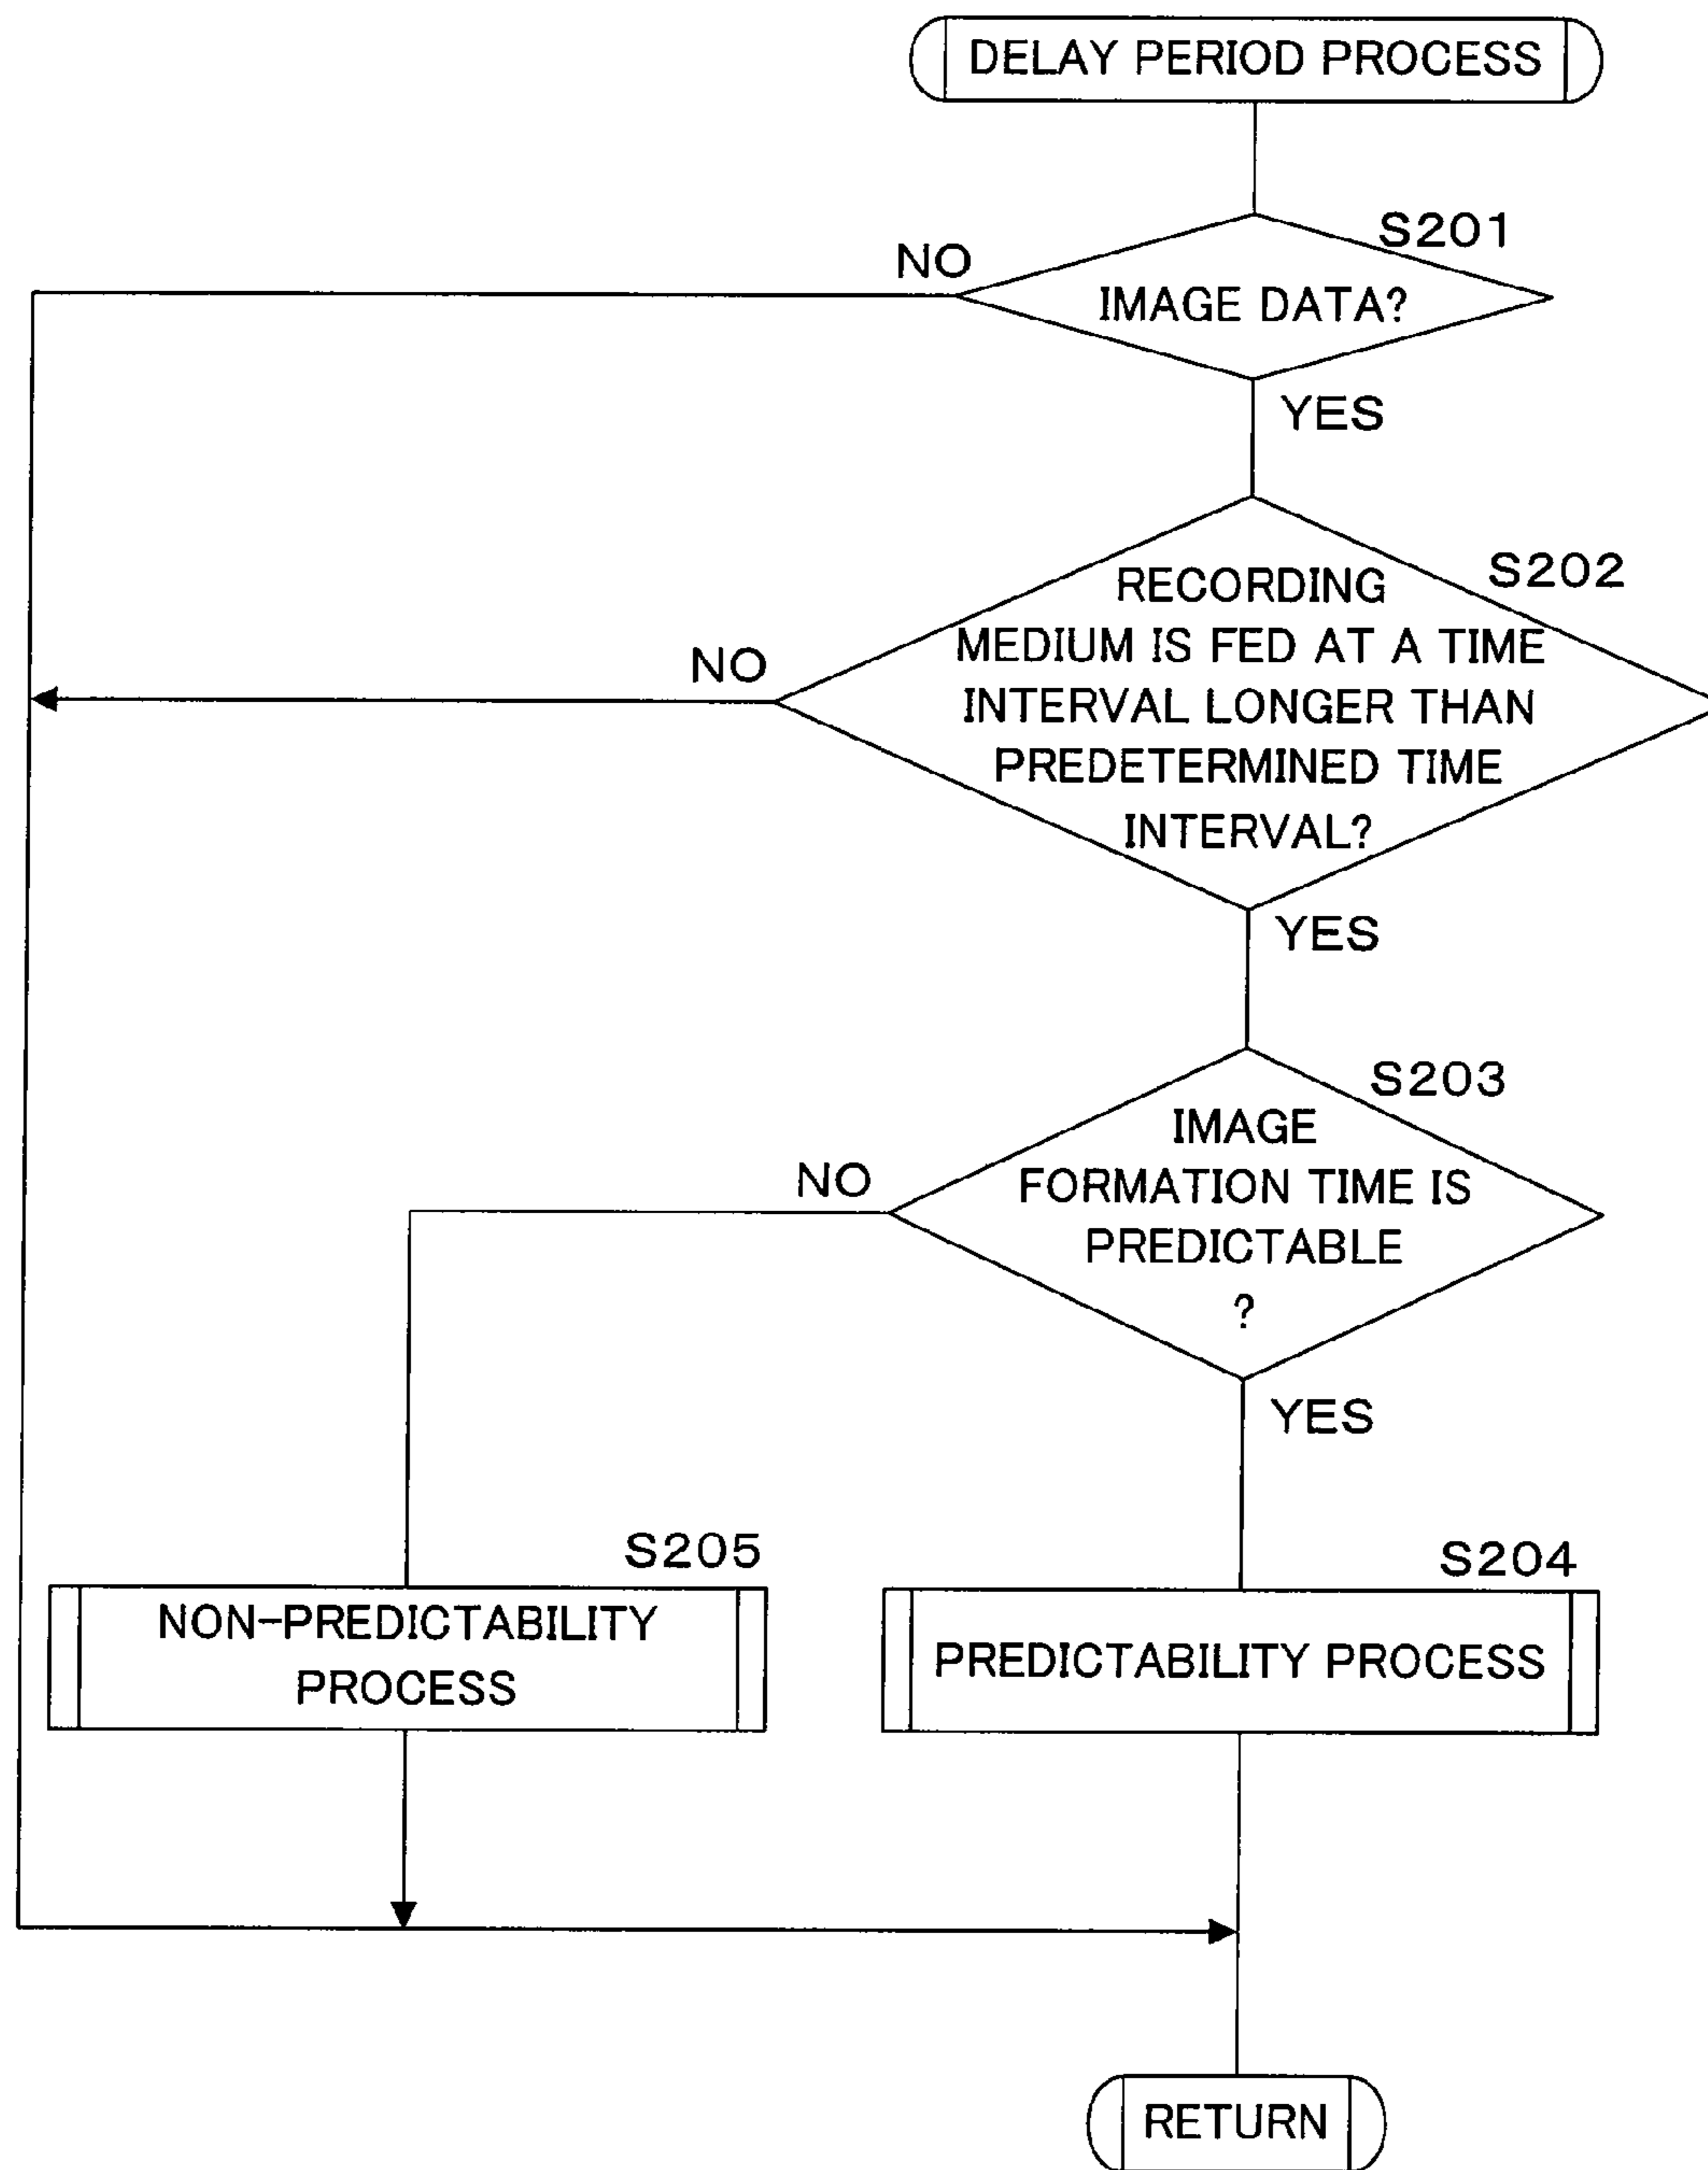 DELAY PERIOD PROCESS
S201
NO
IMAGE DATA?
YES
S202
RECORDING
MEDIUM IS FED AT A TIME
NO
INTERVAL LONGER THAN
PREDETERMINED TIME
INTERVAL?
YES
S203
IMAGE
NO
FORMATION TIME IS
PREDICTABLE
?
YES
S205
S204
NON-PREDICTABILITY
PROCESS
PREDICTABILITY PROCESS
RETURN